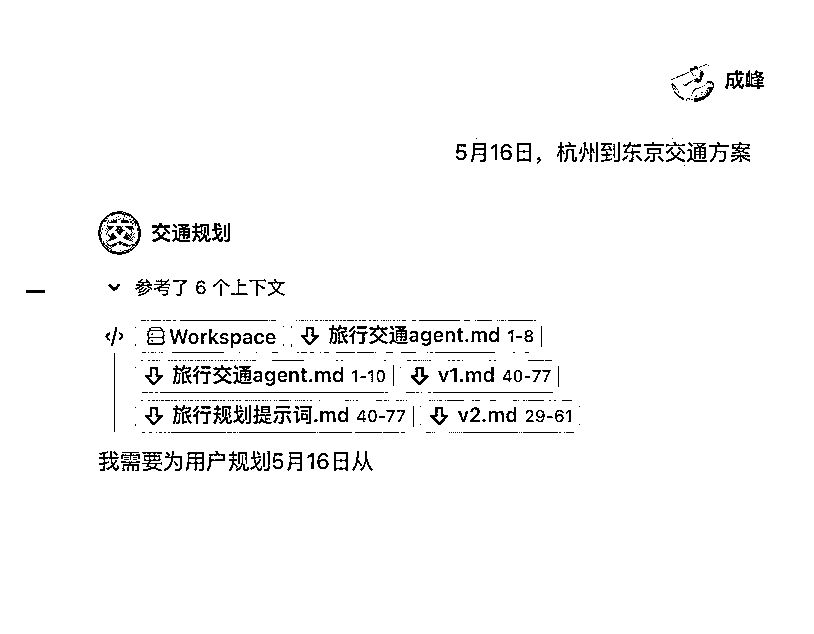 成峰
5月16日，杭州到东京交通方案
交通规划
参考了 6 个上下文
Workspace 旅行交通agent.md 1-8
旅行交通agent.md 1-10 v1.md 40-77
旅行规划提示词.md 40-77 v2.md 29-61
我需要为用户规划5月16日从